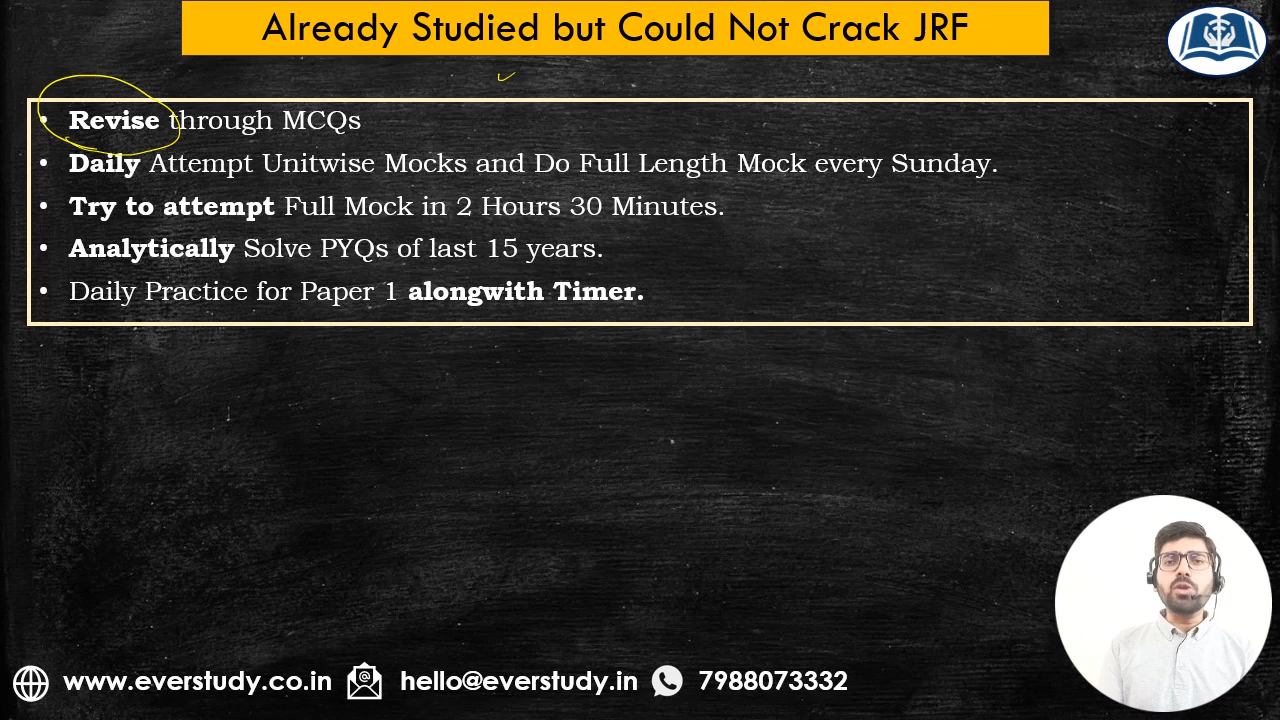 Already Studied but Could Not Crack JRF
• Revise through MCQs
• Daily Attempt Unitwise Mocks and Do Full Length Mock every Sunday.
• Try to attempt Full Mock in 2 Hours 30 Minutes.
• Analytically Solve PYQs of last 15 years.
• Daily Practice for Paper 1 alongwith Timer.
www.everstudy.co.in hello@everstudy.in 7988073332